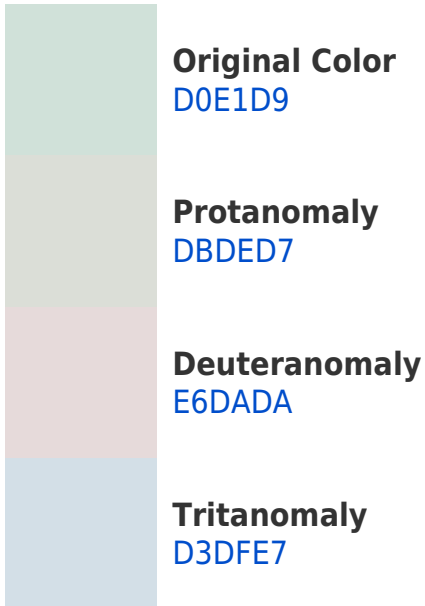 Original Color
D0E1D9
Protanomaly
DBDED7
Deuteranomaly
E6DADA
Tritanomaly
D3DFE7